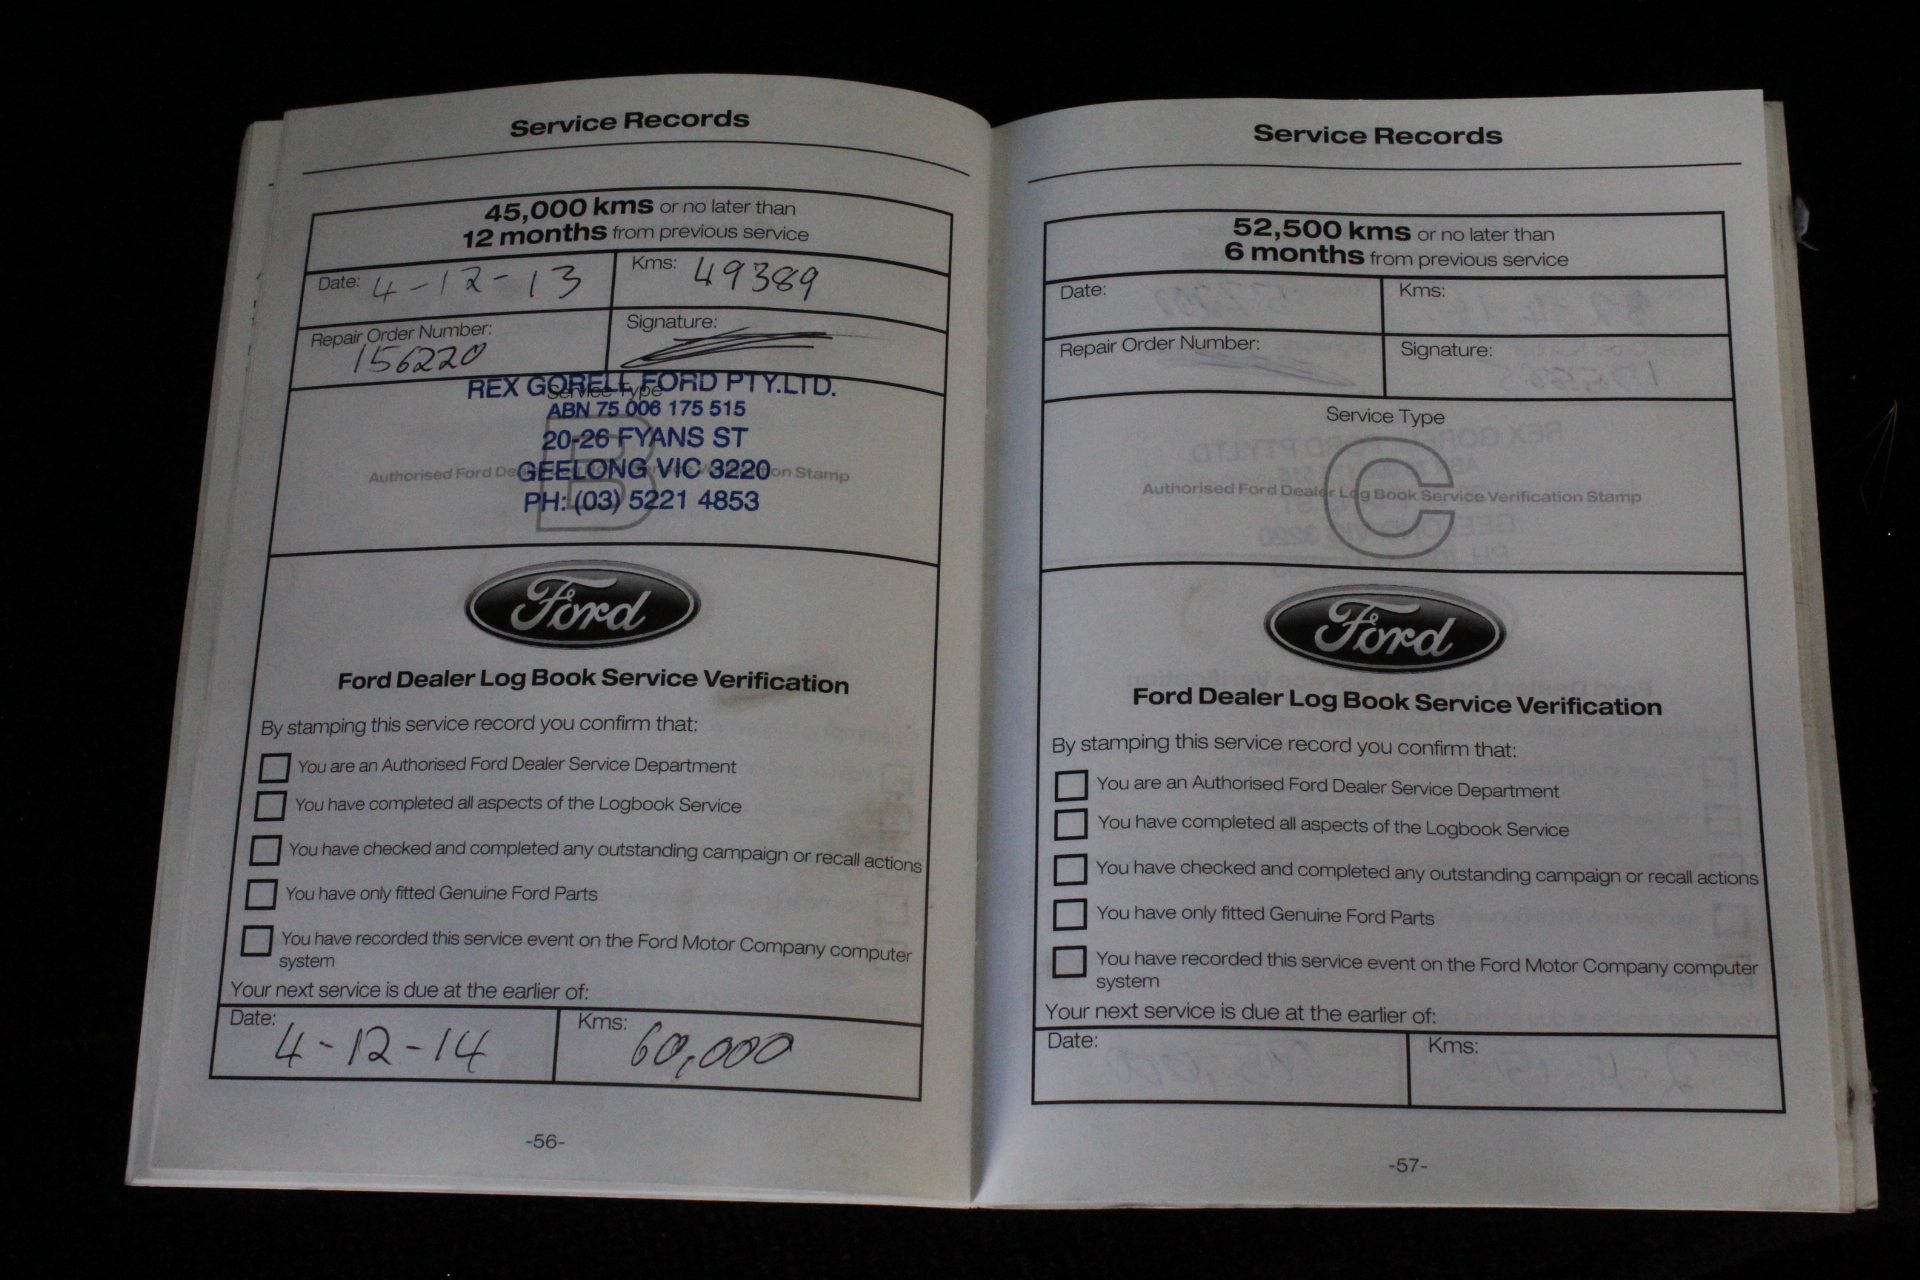 Service Records
45,000 kms or no later than
12 months from previous service
Date: 4-12-13 Kms: 49389
Repair Order Number: 156220 Signature:
Service Type
B
REX GORELL FORD PTY.LTD.
ABN 75 006 175 515
20-26 FYANS ST
GEELONG VIC 3220
PH: (03) 5221 4853
Authorised Ford Dealer Log Book Service Verification Stamp
Ford
Ford Dealer Log Book Service Verification
By stamping this service record you confirm that:
You are an Authorised Ford Dealer Service Department
You have completed all aspects of the Logbook Service
You have checked and completed any outstanding campaign or recall actions
You have only fitted Genuine Ford Parts
You have recorded this service event on the Ford Motor Company computer
system
Your next service is due at the earlier of:
Date: 4-12-14 Kms: 60,000
-56-
Service Records
52,500 kms or no later than
6 months from previous service
Date: Kms:
Repair Order Number: Signature:
Service Type
C
Authorised Ford Dealer Log Book Service Verification Stamp
Ford
Ford Dealer Log Book Service Verification
By stamping this service record you confirm that:
You are an Authorised Ford Dealer Service Department
You have completed all aspects of the Logbook Service
You have checked and completed any outstanding campaign or recall actions
You have only fitted Genuine Ford Parts
You have recorded this service event on the Ford Motor Company computer
system
Your next service is due at the earlier of:
Date: Kms:
-57-